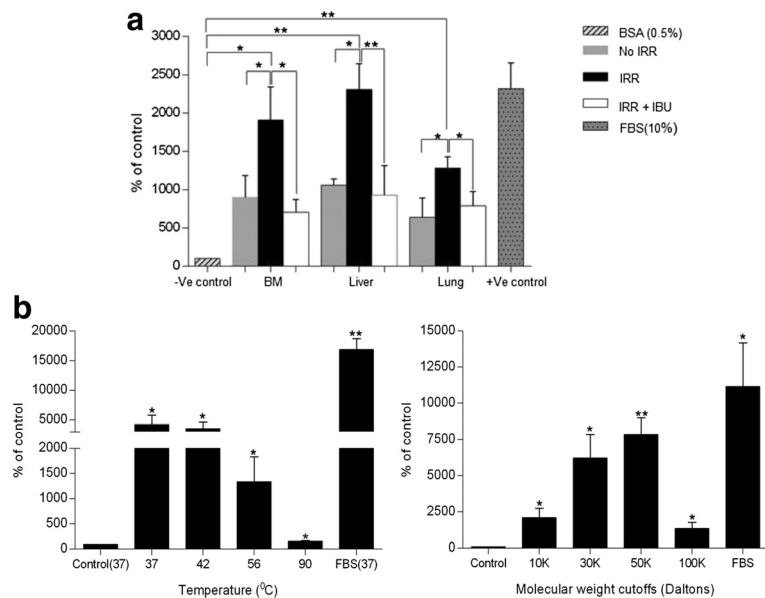 a
% of control
3000
2500
2000
1500
1000
500
0
**
**
*
* *
* **
* *
-Ve control BM Liver Lung +Ve control
BSA (0.5%)
No IRR
IRR
IRR + IBU
FBS(10%)
b
% of control
20000
15000
10000
5000
2000
1500
1000
500
0
* * * * **
Control(37) 37 42 56 90 FBS(37)
Temperature (⁰C)
% of control
15000
12500
10000
7500
5000
2500
0
* * ** * *
Control 10K 30K 50K 100K FBS
Molecular weight cutoffs (Daltons)